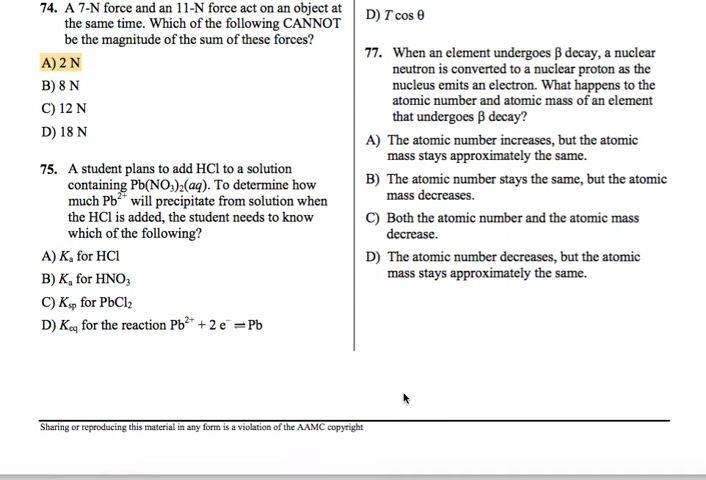 74. A 7-N force and an 11-N force act on an object at
the same time. Which of the following CANNOT
be the magnitude of the sum of these forces?
A) 2 N
B) 8 N
C) 12 N
D) 18 N
75. A student plans to add HCl to a solution
containing Pb(NO₃)₂(aq). To determine how
much Pb²⁺ will precipitate from solution when
the HCl is added, the student needs to know
which of the following?
A) Kₐ for HCl
B) Kₐ for HNO₃
C) Kₛₚ for PbCl₂
D) K_eq for the reaction Pb²⁺ + 2 e⁻ ⇌ Pb
D) T cos θ
77. When an element undergoes β decay, a nuclear
neutron is converted to a nuclear proton as the
nucleus emits an electron. What happens to the
atomic number and atomic mass of an element
that undergoes β decay?
A) The atomic number increases, but the atomic
mass stays approximately the same.
B) The atomic number stays the same, but the atomic
mass decreases.
C) Both the atomic number and the atomic mass
decrease.
D) The atomic number decreases, but the atomic
mass stays approximately the same.
Sharing or reproducing this material in any form is a violation of the AAMC copyright